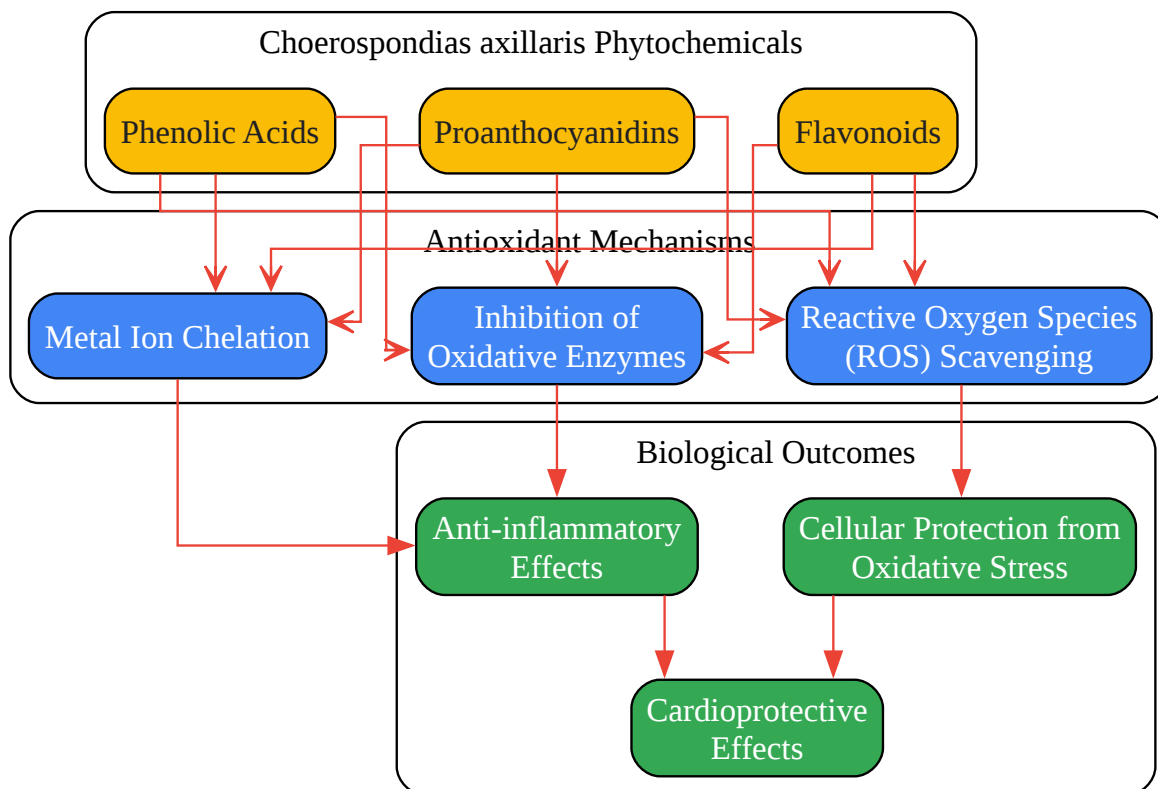 Choerospondias axillaris Phytochemicals
Phenolic Acids
Proanthocyanidins
Flavonoids
Antioxidant Mechanisms
Metal Ion Chelation
Inhibition of
Oxidative Enzymes
Reactive Oxygen Species
(ROS) Scavenging
Biological Outcomes
Anti-inflammatory
Effects
Cellular Protection from
Oxidative Stress
Cardioprotective
Effects